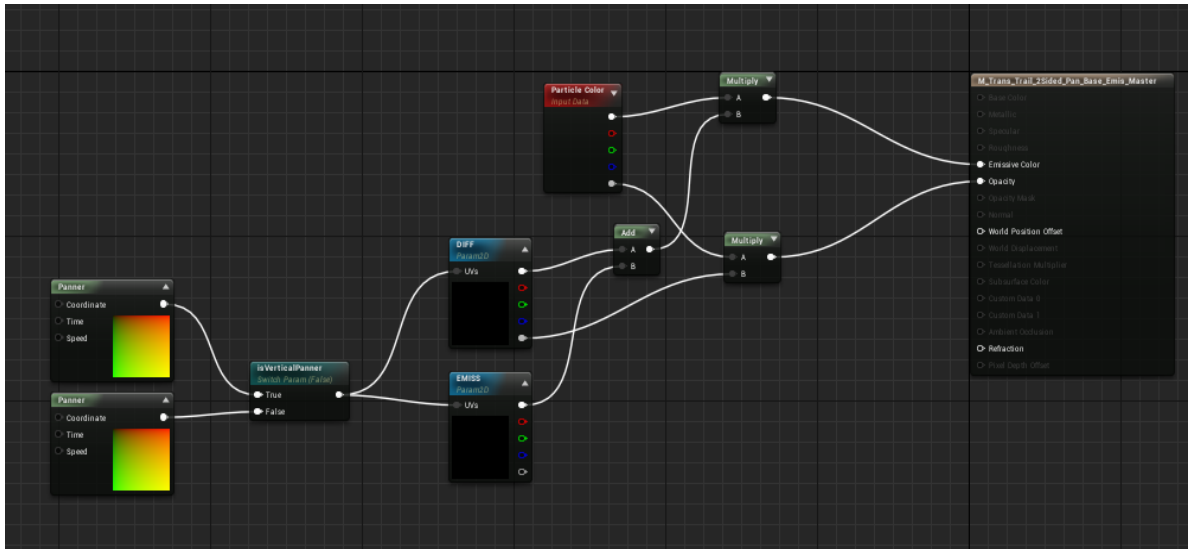 Particle Color
Input Data
Multiply
A
B
M_Trans_Trail_2Sided_Pan_Base_Emis_Master
Base Color
Metallic
Specular
Roughness
Emissive Color
Opacity
Opacity Mask
Normal
World Position Offset
World Displacement
Tessellation Multiplier
Subsurface Color
Custom Data 0
Custom Data 1
Ambient Occlusion
Refraction
Pixel Depth Offset
Add
A
B
Multiply
A
B
DIFF
Param2D
UVs
EMISS
Param2D
UVs
Panner
Coordinate
Time
Speed
isVerticalPanner
Switch Param (False)
True
False
Panner
Coordinate
Time
Speed